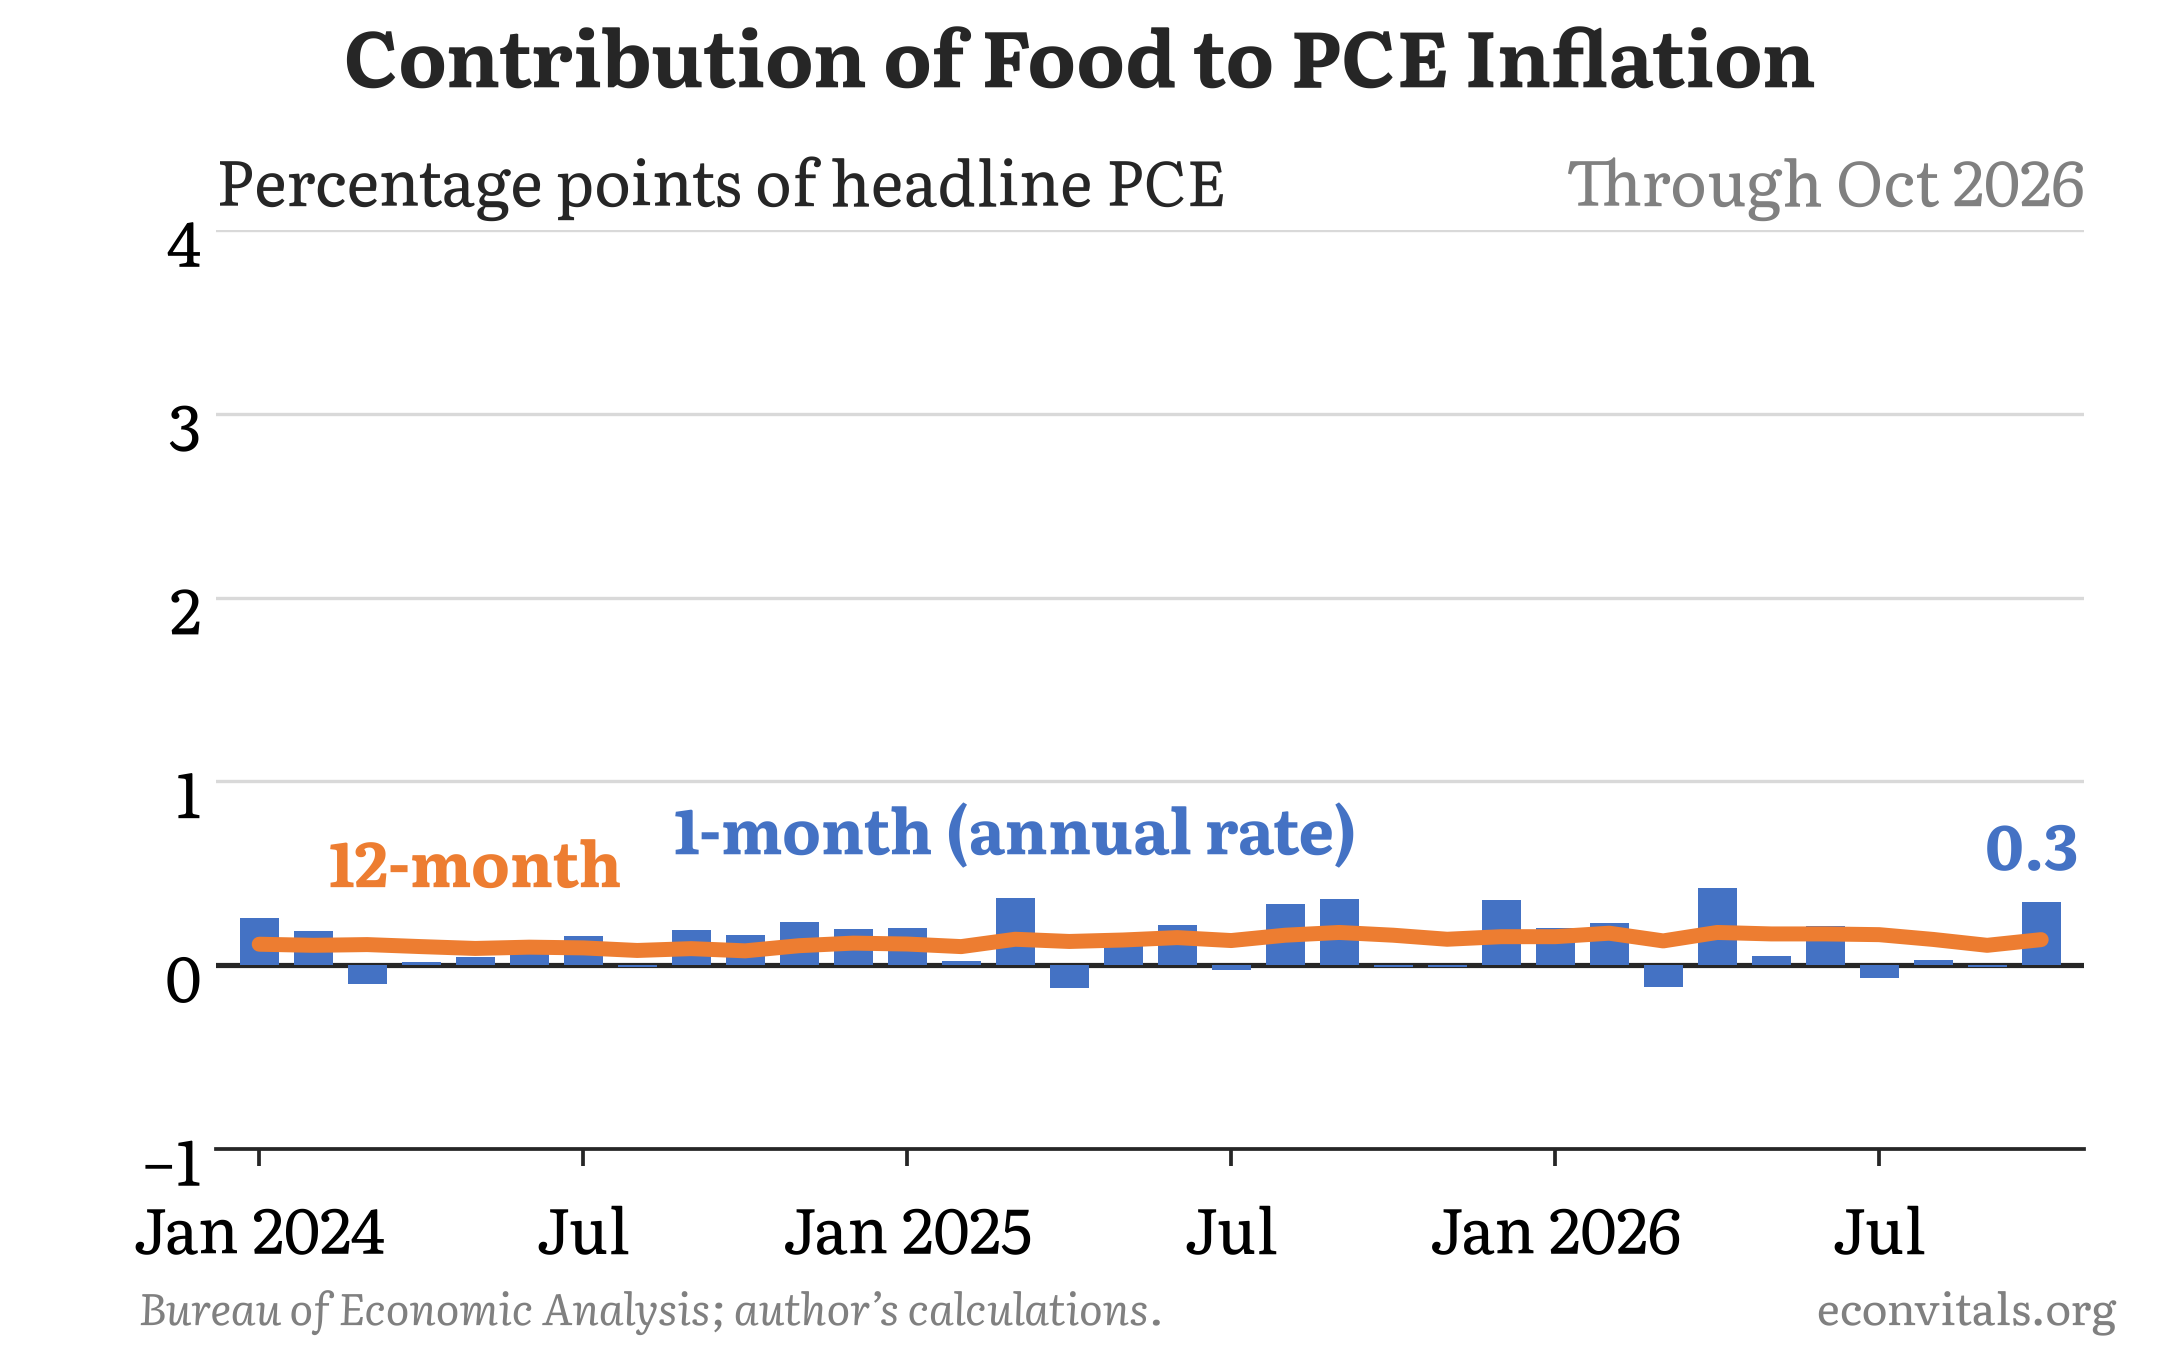 Contribution of Food to PCE Inflation
Percentage points of headline PCE
Through Oct 2026
4
3
2
1
0
−1
12-month
1-month (annual rate)
0.3
Jan 2024
Jul
Jan 2025
Jul
Jan 2026
Jul
Bureau of Economic Analysis; author’s calculations.
econvitals.org